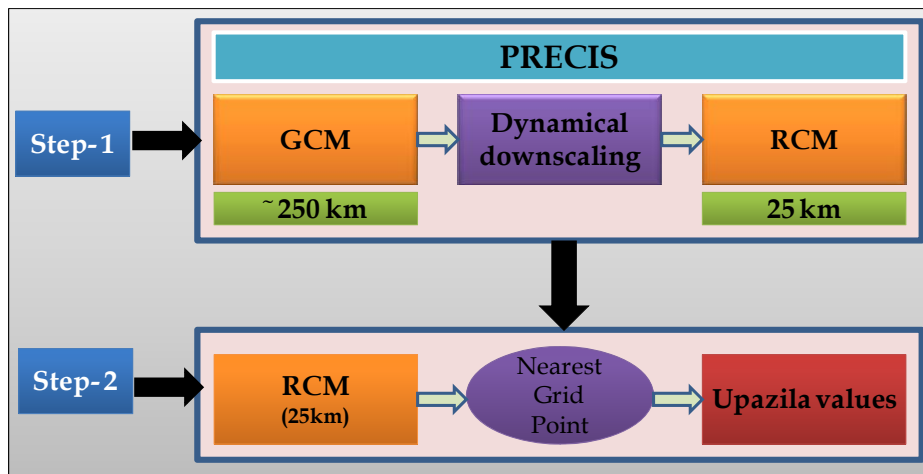 PRECIS
Step-1
GCM
Dynamical
downscaling
RCM
~250 km
25 km
Step-2
RCM
(25km)
Nearest
Grid
Point
Upazila values